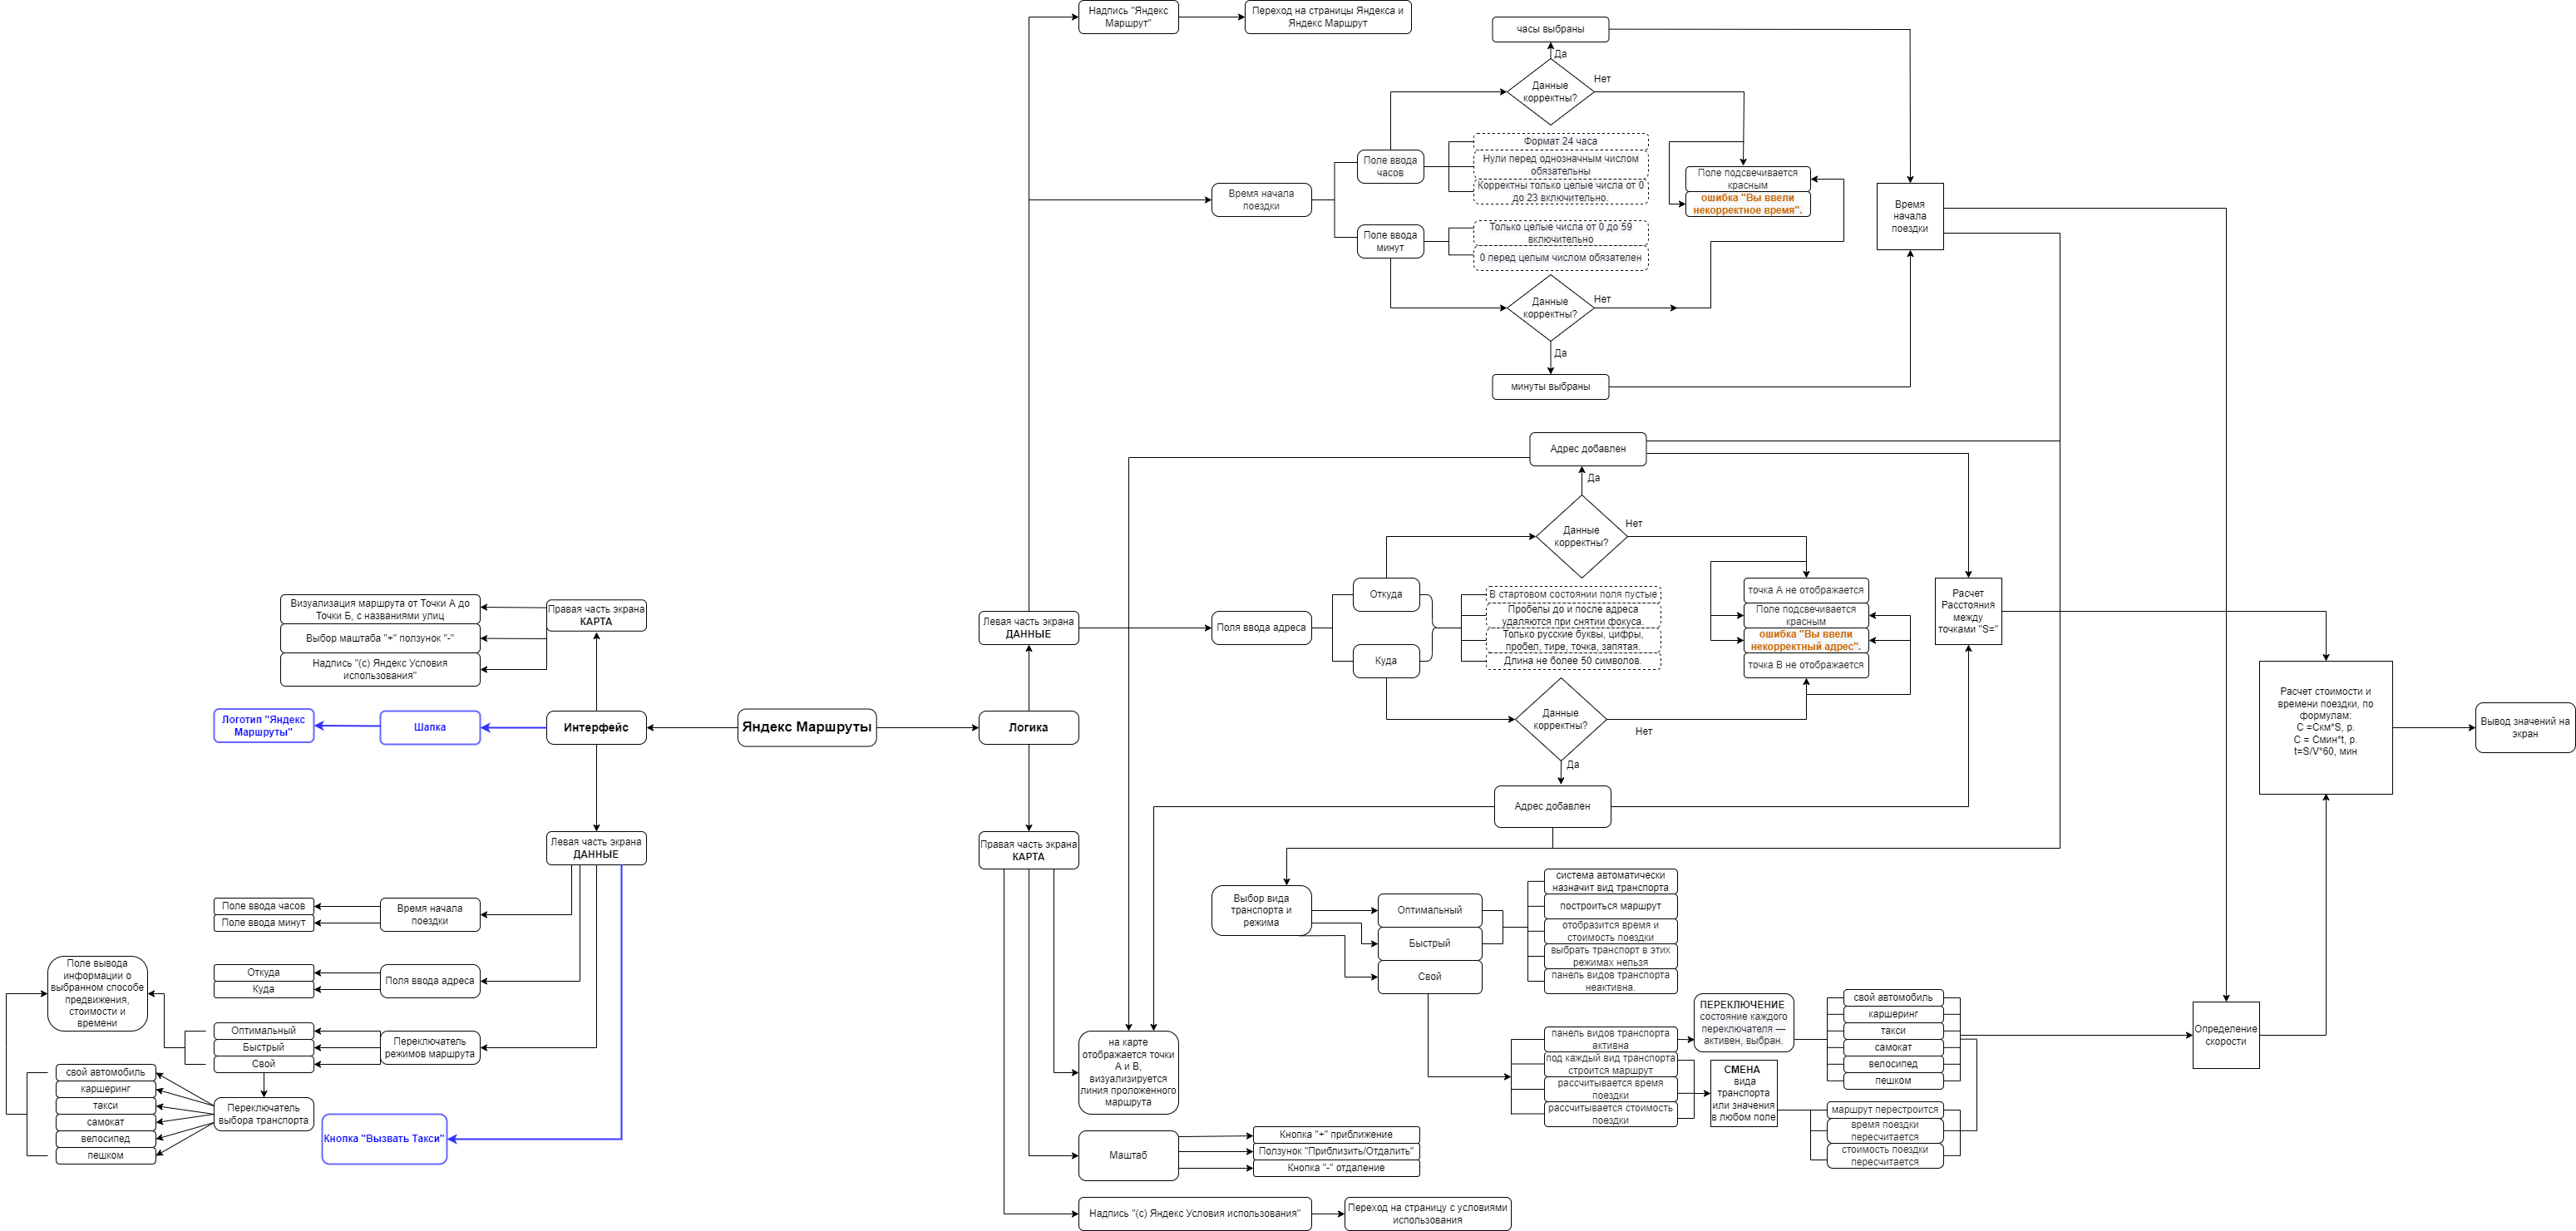 Надпись "Яндекс
Маршрут"
Переход на страницы Яндекса и
Яндекс Маршрут
часы выбраны
Да
Данные
корректны?
Нет
Формат 24 часа
Поле ввода
часов
Нули перед однозначным числом
обязательны
Корректны только целые числа от 0
до 23 включительно.
Поле подсвечивается
красным
ошибка "Вы ввели
некорректное время".
Время начала
поездки
Время
начала
поездки
Поле ввода
минут
Только целые числа от 0 до 59
включительно
0 перед целым числом обязателен
Данные
корректны?
Нет
Да
минуты выбраны
Адрес добавлен
Да
Данные
корректны?
Нет
Откуда
Куда
В стартовом состоянии поля пустые
Пробелы до и после адреса
удаляются при снятии фокуса.
Только русские буквы, цифры,
пробел, тире, точка, запятая.
Длина не более 50 символов.
точка А не отображается
Поле подсвечивается
красным
ошибка "Вы ввели
некорректный адрес".
точка В не отображается
Расчет
Расстояния
между
точками "S="
Левая часть экрана
ДАННЫЕ
Поля ввода адреса
Данные
корректны?
Нет
Да
Адрес добавлен
Визуализация маршрута от Точки А до
Точки Б, с названиями улиц
Выбор маштаба "+" ползунок "-"
Надпись "(с) Яндекс Условия
использования"
Правая часть экрана
КАРТА
Логотип "Яндекс
Маршруты"
Шапка
Интерфейс
Яндекс Маршруты
Логика
Расчет стоимости и
времени поездки, по
формулам:
С =Скм*S, р.
С = Смин*t, р.
t=S/V*60, мин
Вывод значений на
экран
Левая часть экрана
ДАННЫЕ
Правая часть экрана
КАРТА
Поле ввода часов
Поле ввода минут
Время начала
поездки
Откуда
Куда
Поля ввода адреса
Поле вывода
информации о
выбранном способе
предвижения,
стоимости и
времени
Оптимальный
Быстрый
Свой
Переключатель
режимов маршрута
свой автомобиль
каршеринг
такси
самокат
велосипед
пешком
Переключатель
выбора транспорта
Кнопка "Вызвать Такси"
Выбор вида
транспорта и
режима
Оптимальный
Быстрый
Свой
система автоматически
назначит вид транспорта
построиться маршрут
отобразится время и
стоимость поездки
выбрать транспорт в этих
режимах нельзя
панель видов транспорта
неактивна.
на карте
отображается точки
А и В,
визуализируется
линия проложенного
маршрута
панель видов транспорта
активна
под каждый вид транспорта
строится маршрут
рассчитывается время
поездки
рассчитывается стоимость
поездки
ПЕРЕКЛЮЧЕНИЕ
состояние каждого
переключателя —
активен, выбран.
СМЕНА
вида
транспорта
или значения
в любом поле
свой автомобиль
каршеринг
такси
самокат
велосипед
пешком
маршрут перестроится
время поездки
пересчитается
стоимость поездки
пересчитается
Определение
скорости
Маштаб
Кнопка "+" приближение
Ползунок "Приблизить/Отдалить"
Кнопка "-" отдаление
Надпись "(с) Яндекс Условия использования"
Переход на страницу с условиями
использования